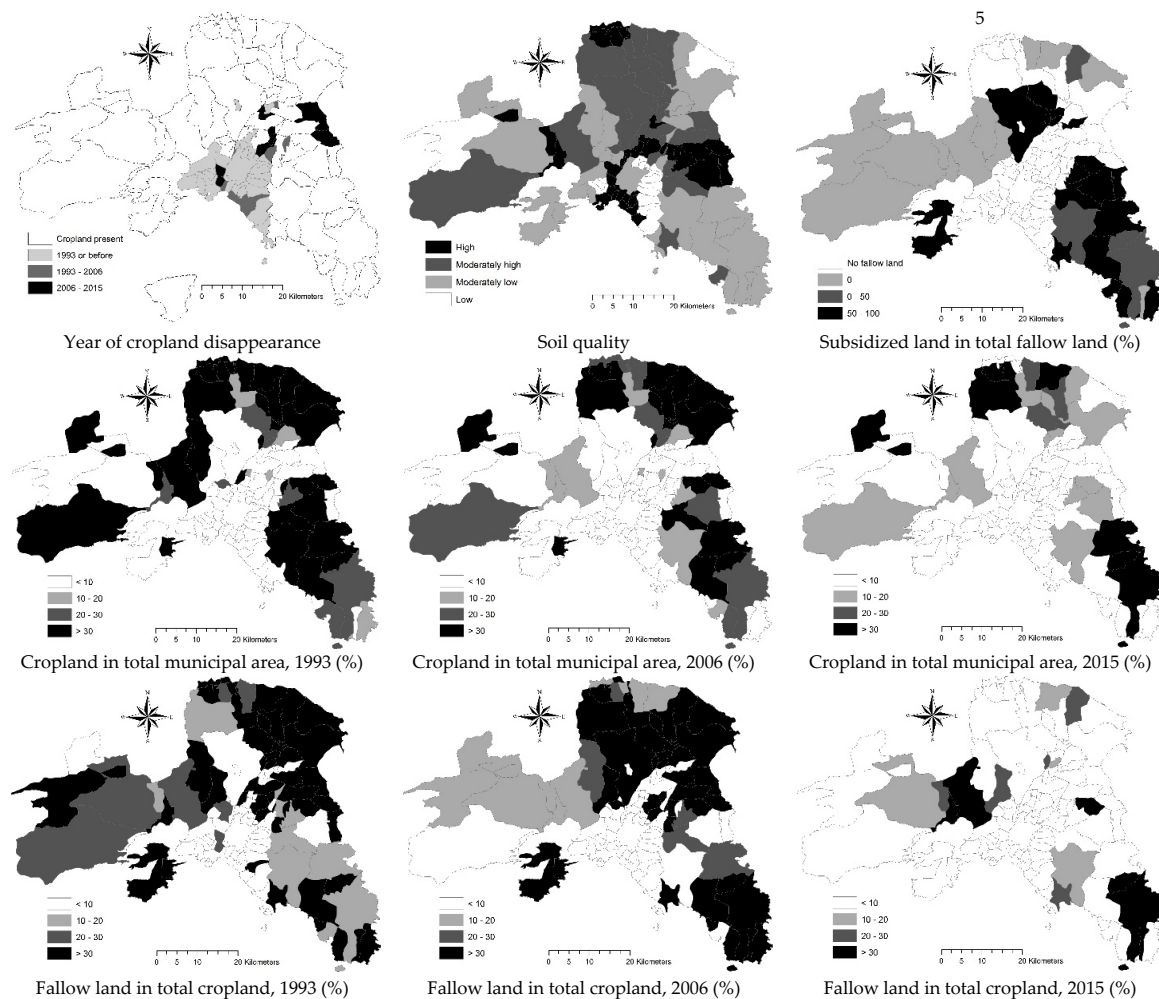 5
N
W E
S
Cropland present
1993 or before
1993 - 2006
2006 - 2015
0 5 10 20 Kilometers
Year of cropland disappearance
N
W E
S
High
Moderately high
Moderately low
Low
0 5 10 20 Kilometers
Soil quality
N
W E
S
No fallow land
0
0 50
50 100
0 5 10 20 Kilometers
Subsidized land in total fallow land (%)
N
W E
S
< 10
10 - 20
20 - 30
> 30
0 5 10 20 Kilometers
Cropland in total municipal area, 1993 (%)
N
W E
S
< 10
10 - 20
20 - 30
> 30
0 5 10 20 Kilometers
Cropland in total municipal area, 2006 (%)
N
W E
S
< 10
10 - 20
20 - 30
> 30
0 5 10 20 Kilometers
Cropland in total municipal area, 2015 (%)
N
W E
S
< 10
10 - 20
20 - 30
> 30
0 5 10 20 Kilometers
Fallow land in total cropland, 1993 (%)
N
W E
S
< 10
10 - 20
20 - 30
> 30
0 5 10 20 Kilometers
Fallow land in total cropland, 2006 (%)
N
W E
S
< 10
10 - 20
20 - 30
> 30
0 5 10 20 Kilometers
Fallow land in total cropland, 2015 (%)